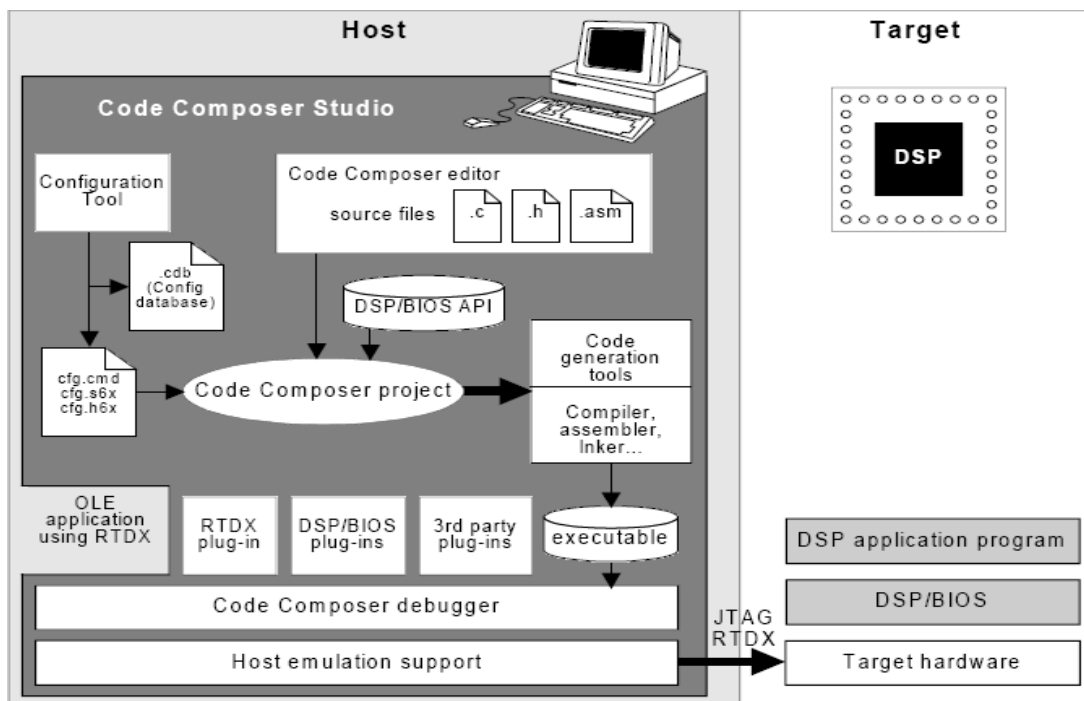 Host
Target
Code Composer Studio
DSP
Configuration
Tool
Code Composer editor
source files
.c
.h
.asm
.cdb
(Config
database)
DSP/BIOS API
cfg.cmd
cfg.s6x
cfg.h6x
Code Composer project
Code
generation
tools
Compiler,
assembler,
lnker...
OLE
application
using RTDX
RTDX
plug-in
DSP/BIOS
plug-ins
3rd party
plug-ins
executable
Code Composer debugger
Host emulation support
JTAG
RTDX
DSP application program
DSP/BIOS
Target hardware